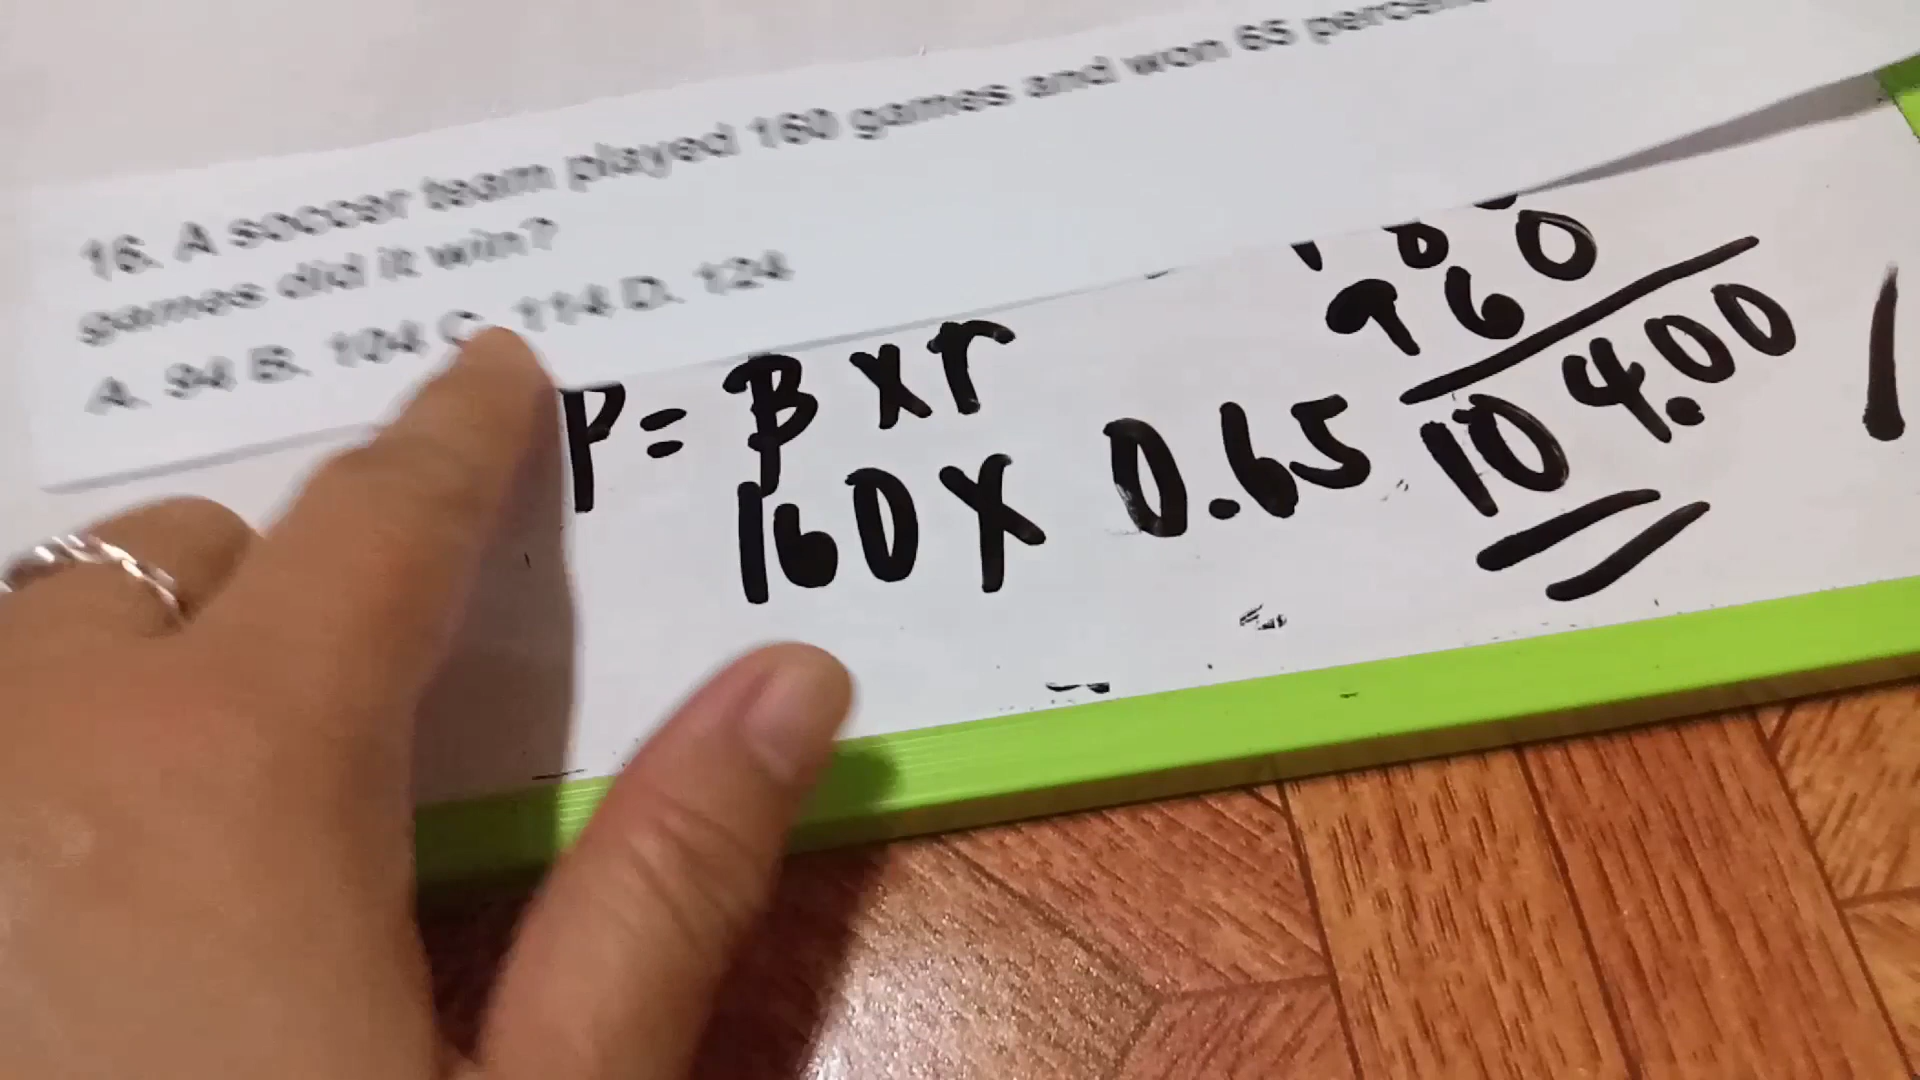 16. A soccer team played 160 games and won 65 percent
games did it win?
A. 94 B. 104 C. 114 D. 124
P = B x r
160 x 0.65
960
104.00